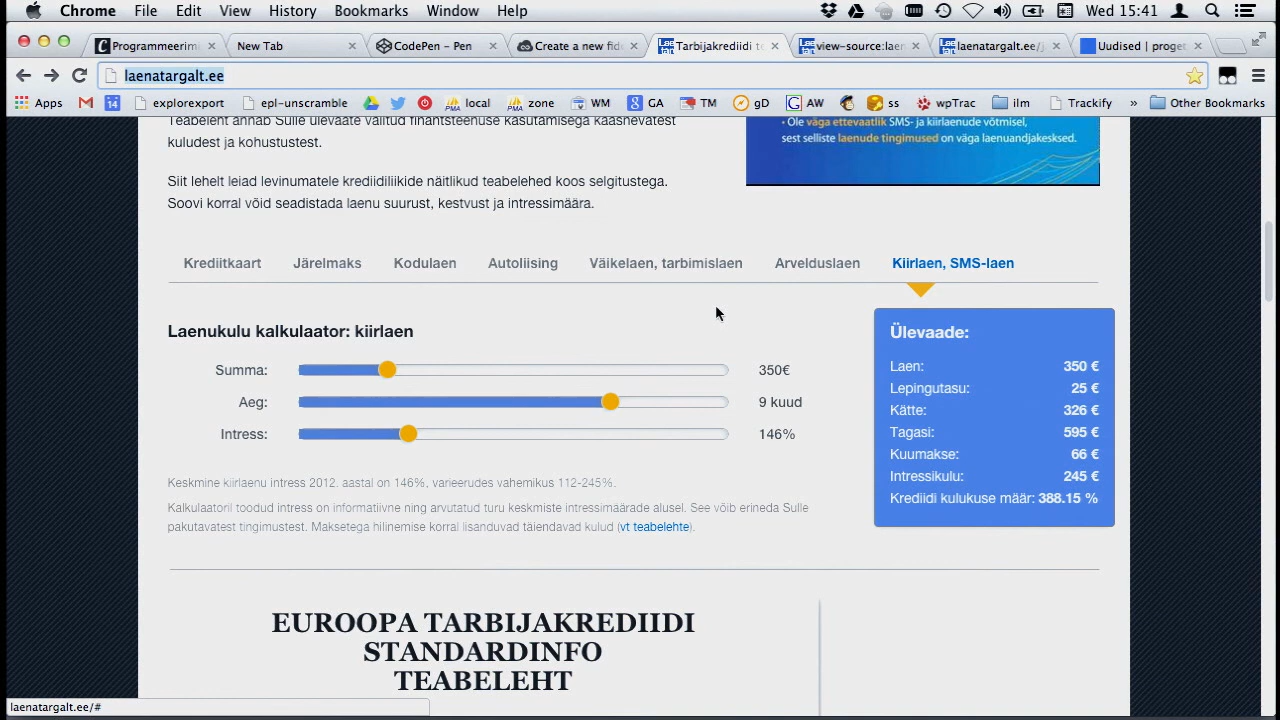 Chrome File Edit View History Bookmarks Window Help Wed 15:41
Programmeerim New Tab CodePen - Pen Create a new fid Tarbijakrediidi te view-source:laen laenatargalt.ee/j Uudised | proget
laenatargalt.ee
Apps 14 exporexport epl-unscramble local zone WM GA TM gD AW ss wpTrac ilm Trackify » Other Bookmarks
Teabeleht annab Sulle ülevaate valitud finantsteenuse kasutamisega kaasnevatest
kuludest ja kohustustest.
• Ole väga ettevaatlik SMS- ja kiirlaenude võtmisel,
sest selliste laenude tingimused on väga laenuandjakesksed.
Siit lehelt leiad levinumatele krediidiliikide näitlikud teabelehed koos selgitustega.
Soovi korral võid seadistada laenu suurust, kestvust ja intressimäära.
Krediitkaart Järelmaks Kodulaen Autoliising Väikelaen, tarbimislaen Arvelduslaen Kiirlaen, SMS-laen
Laenukulu kalkulaator: kiirlaen
Summa: 350€
Aeg: 9 kuud
Intress: 146%
Keskmine kiirlaenu intress 2012. aastal on 146%, varieerudes vahemikus 112-245%.
Kalkulaatoril toodud intress on informatiivne ning arvutatud turu keskmiste intressimäärade alusel. See võib erineda Sulle
pakutavatest tingimustest. Maksetega hilinemise korral lisanduvad täiendavad kulud (vt teabelehte).
Ülevaade:
Laen: 350 €
Lepingutasu: 25 €
Kätte: 326 €
Tagasi: 595 €
Kuumakse: 66 €
Intressikulu: 245 €
Krediidi kulukuse määr: 388.15 %
EUROOPA TARBIJAKREDIIDI
STANDARDINFO
TEABELEHT
laenatargalt.ee/#